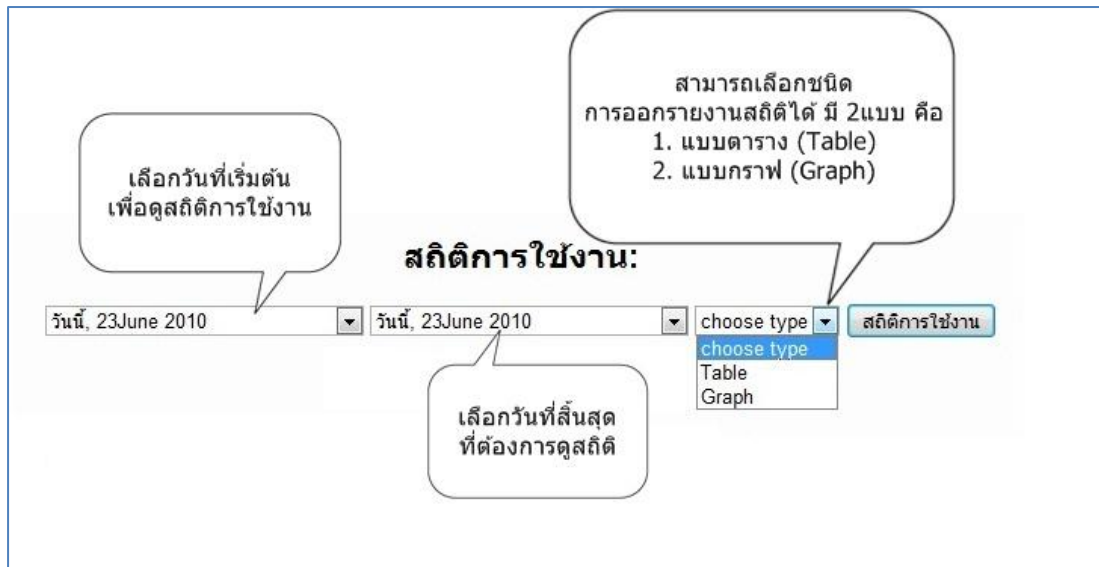 สามารถเลือกชนิด
การออกรายงานสถิติได้ มี 2แบบ คือ
1. แบบตาราง (Table)
2. แบบกราฟ (Graph)
เลือกวันที่เริ่มต้น
เพื่อดูสถิติการใช้งาน
สถิติการใช้งาน:
วันนี้, 23June 2010
วันนี้, 23June 2010
choose type
สถิติการใช้งาน
choose type
Table
Graph
เลือกวันที่สิ้นสุด
ที่ต้องการดูสถิติ